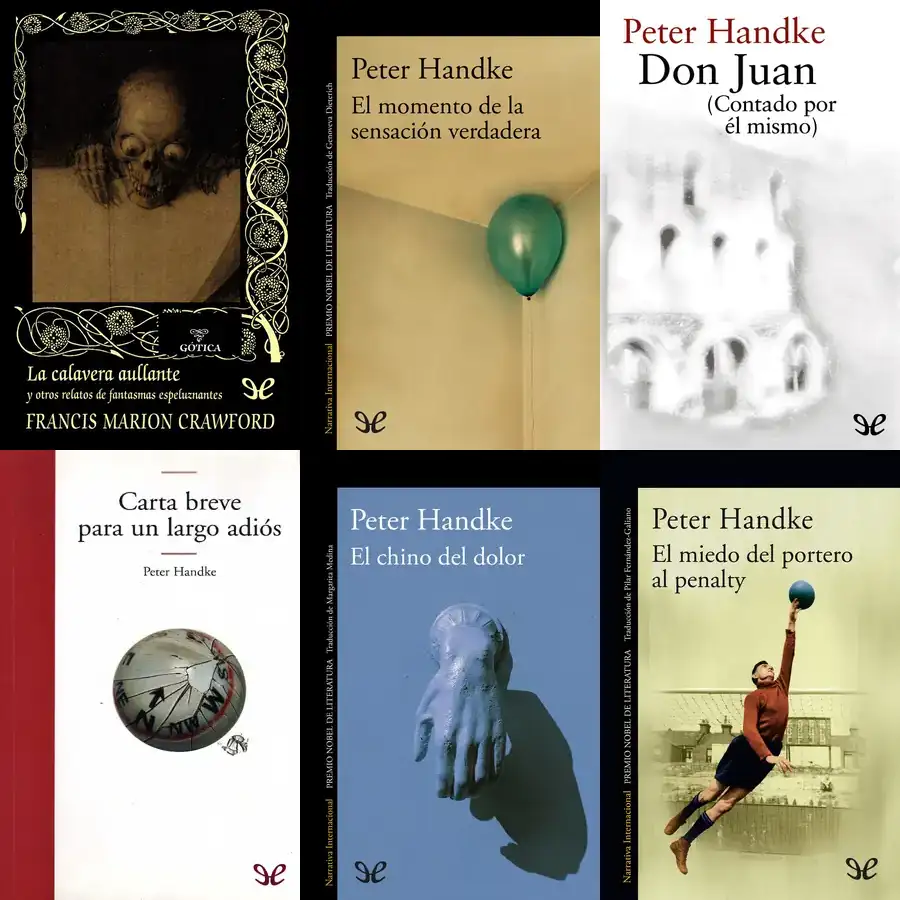 GÓTICA
La calavera aullante
y otros relatos de fantasmas espeluznantes
FRANCIS MARION CRAWFORD
Peter Handke
El momento de la
sensación verdadera
Narrativa Internacional PREMIO NOBEL DE LITERATURA Traducción de Genoveva Dieterich
Peter Handke
Don Juan
(Contado por
él mismo)
Carta breve
para un largo adiós
Peter Handke
N
NNW
W
S
Peter Handke
El chino del dolor
Narrativa Internacional PREMIO NOBEL DE LITERATURA Traducción de Margarita Medina
Peter Handke
El miedo del portero
al penalty
Narrativa Internacional PREMIO NOBEL DE LITERATURA Traducción de Pilar Fernández-Galiano